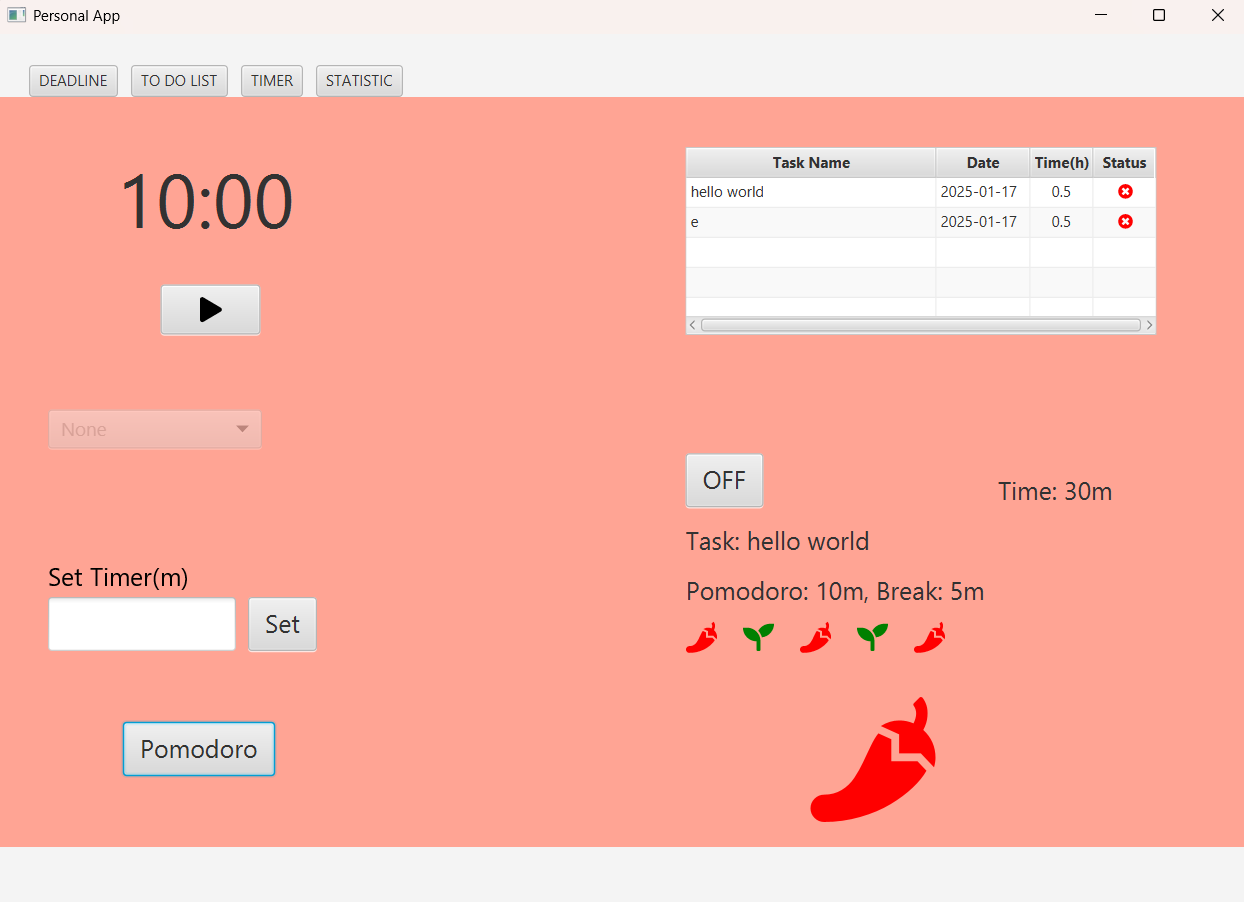 Personal App
DEADLINE TO DO LIST TIMER STATISTIC
10:00
None
Set Timer(m)
Set
Pomodoro
Task Name Date Time(h) Status
hello world 2025-01-17 0.5
e 2025-01-17 0.5
OFF
Time: 30m
Task: hello world
Pomodoro: 10m, Break: 5m